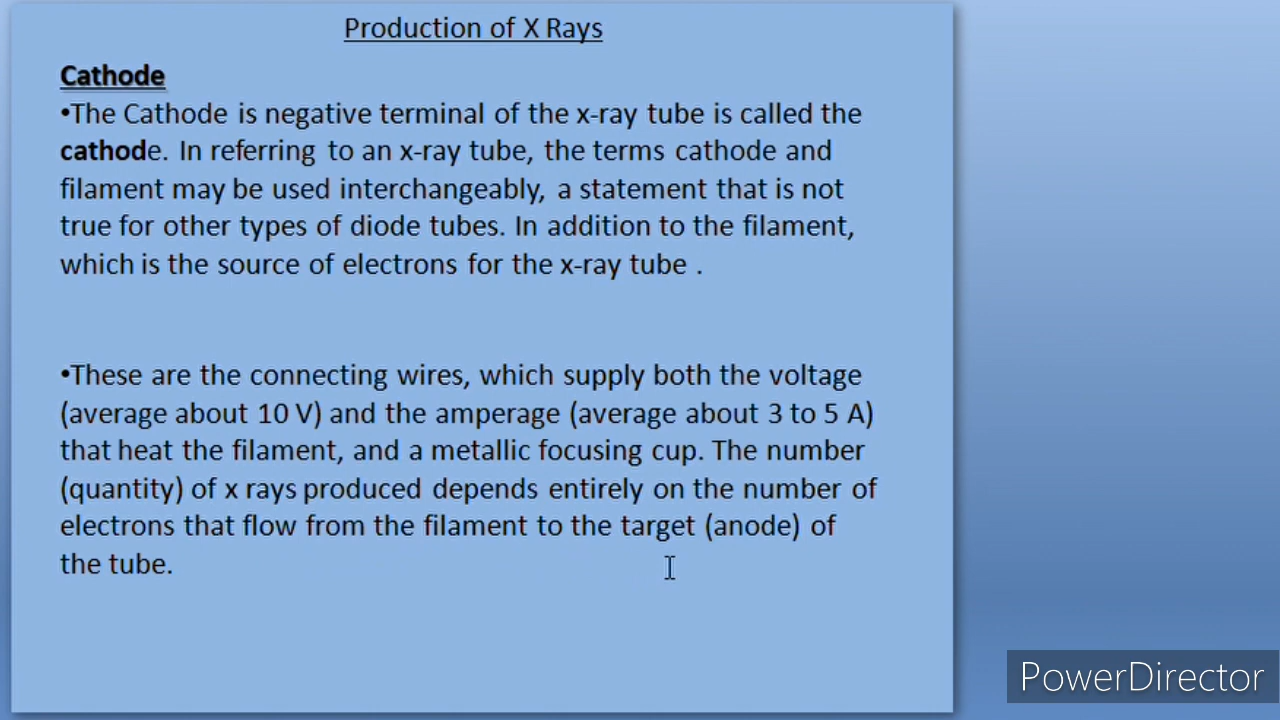 Production of X Rays
Cathode
•The Cathode is negative terminal of the x-ray tube is called the
cathode. In referring to an x-ray tube, the terms cathode and
filament may be used interchangeably, a statement that is not
true for other types of diode tubes. In addition to the filament,
which is the source of electrons for the x-ray tube .
•These are the connecting wires, which supply both the voltage
(average about 10 V) and the amperage (average about 3 to 5 A)
that heat the filament, and a metallic focusing cup. The number
(quantity) of x rays produced depends entirely on the number of
electrons that flow from the filament to the target (anode) of
the tube.
PowerDirector